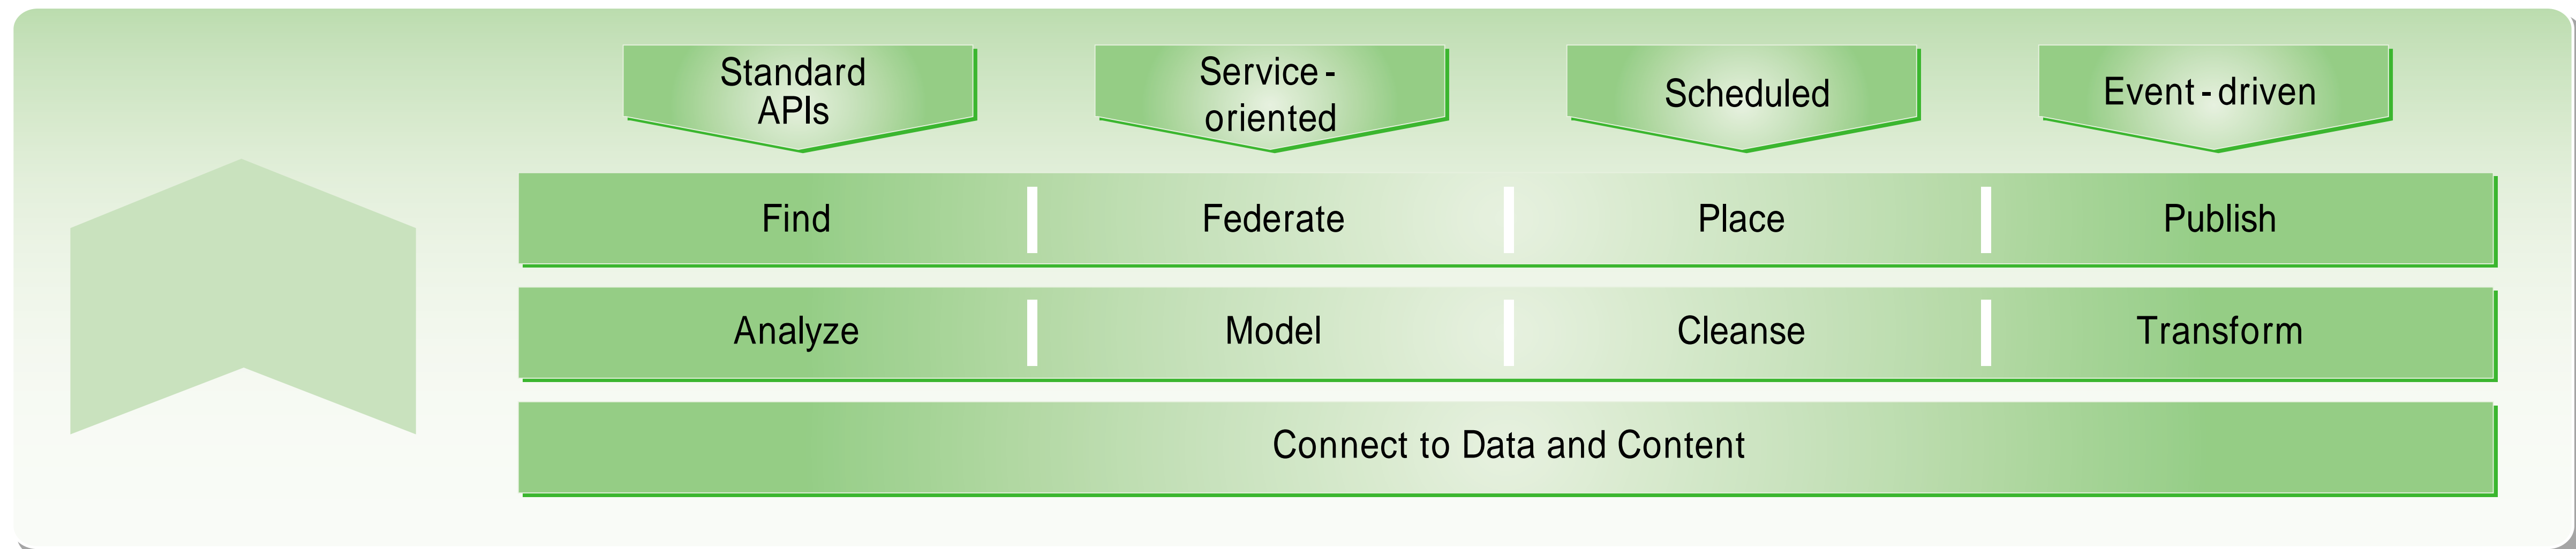 Standard
APIs
Service-
oriented
Scheduled
Event-driven
Find
Federate
Place
Publish
Analyze
Model
Cleanse
Transform
Connect to Data and Content